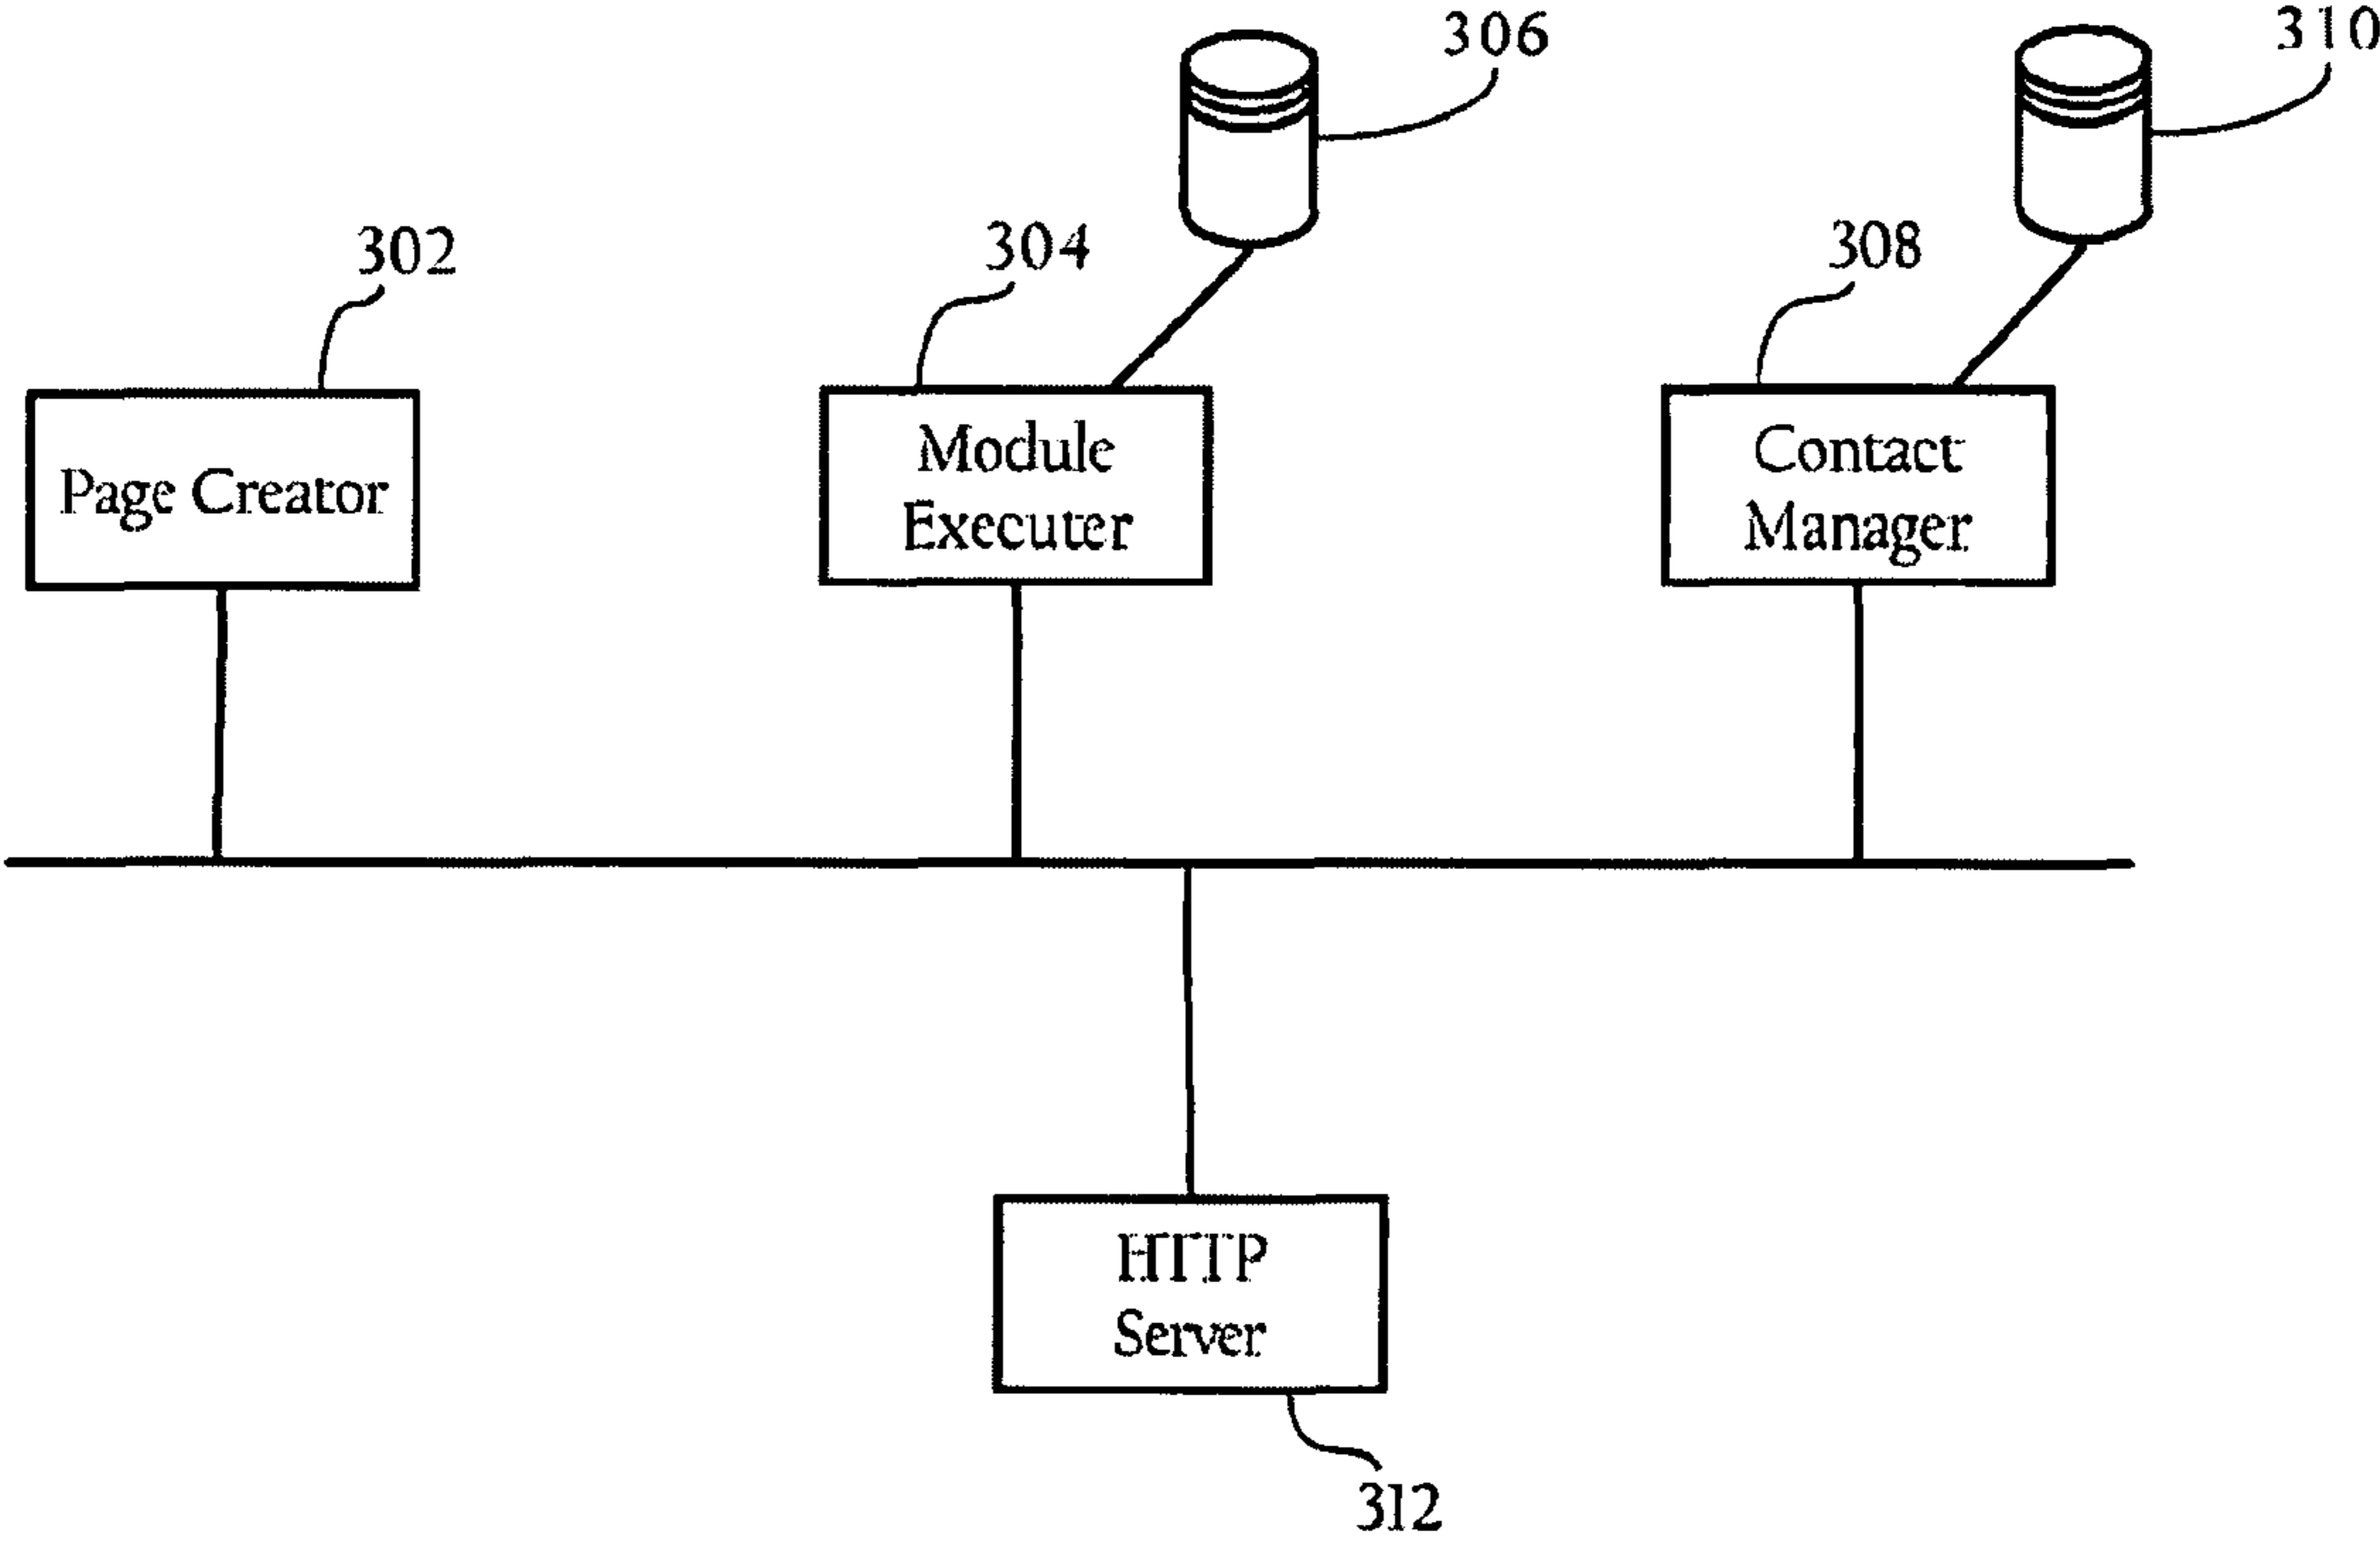 306
310
302
304
308
Page Creator
Module
Executer
Contact
Manager
HTTP
Server
312